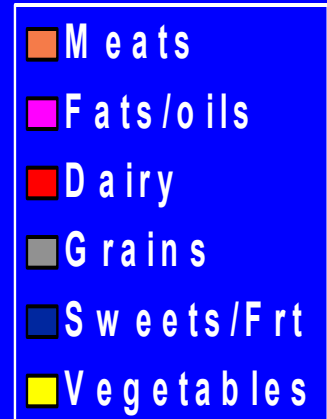 Meats
Fats/oils
Dairy
Grains
Sweets/Frt
Vegetables